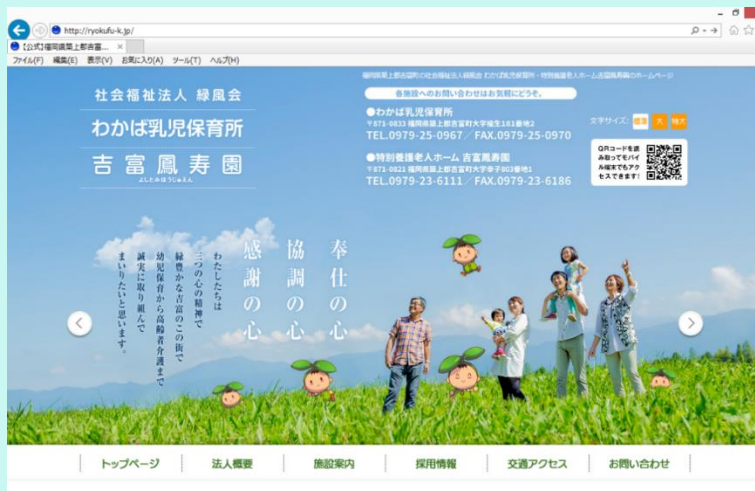 http://ryokufu-k.jp/
【公式】福岡県築上郡吉富...
ファイル(F) 編集(E) 表示(V) お気に入り(A) ツール(T) ヘルプ(H)
福岡県築上郡吉富町の社会福祉法人緑風会 わかば乳児保育所・特別養護老人ホーム吉富鳳寿園のホームページ
社会福祉法人 緑風会
わかば乳児保育所
吉富鳳寿園
よしとみほうじゅえん
各施設へのお問い合わせはお気軽にどうぞ。
●わかば乳児保育所
TEL.0979-25-0967／FAX.0979-25-0970
●特別養護老人ホーム 吉富鳳寿園
TEL.0979-23-6111／FAX.0979-23-6186
文字サイズ: 標準 大 特大
QRコードを読
み取ってモバイ
ル端末でもアク
セスできます!
奉仕の心
協調の心
感謝の心
わたしたちは
三つの心の精神で
緑豊かな吉富のこの街で
幼児保育から高齢者介護まで
誠実に取り組んで
まいりたいと思います。
トップページ 法人概要 施設案内 採用情報 交通アクセス お問い合わせ